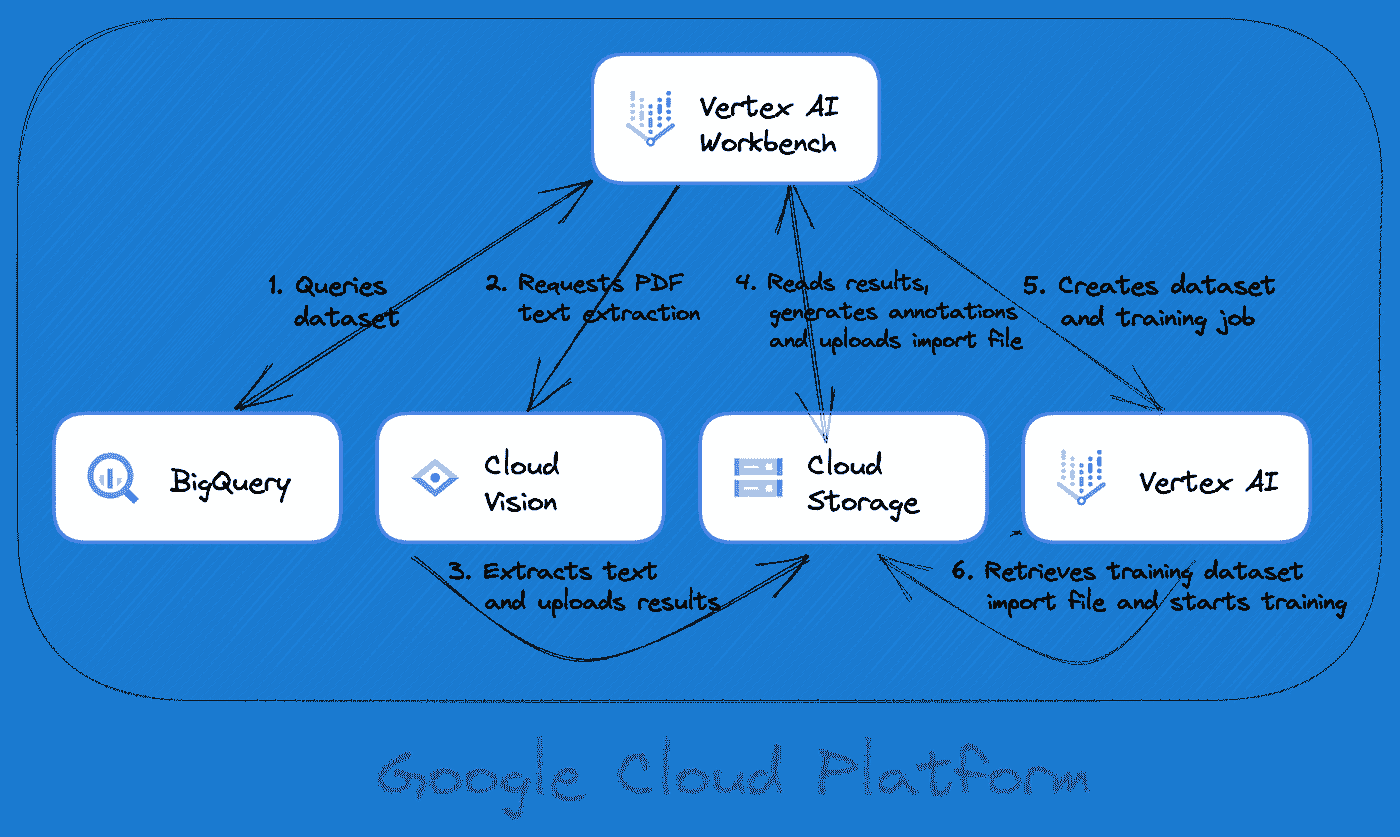 Vertex AI
Workbench
1. Queries
dataset
2. Requests PDF
text extraction
4. Reads results,
generates annotations
and uploads import file
5. Creates dataset
and training job
BigQuery
Cloud
Vision
Cloud
Storage
Vertex AI
3. Extracts text
and uploads results
6. Retrieves training dataset
import file and starts training
Google Cloud Platform